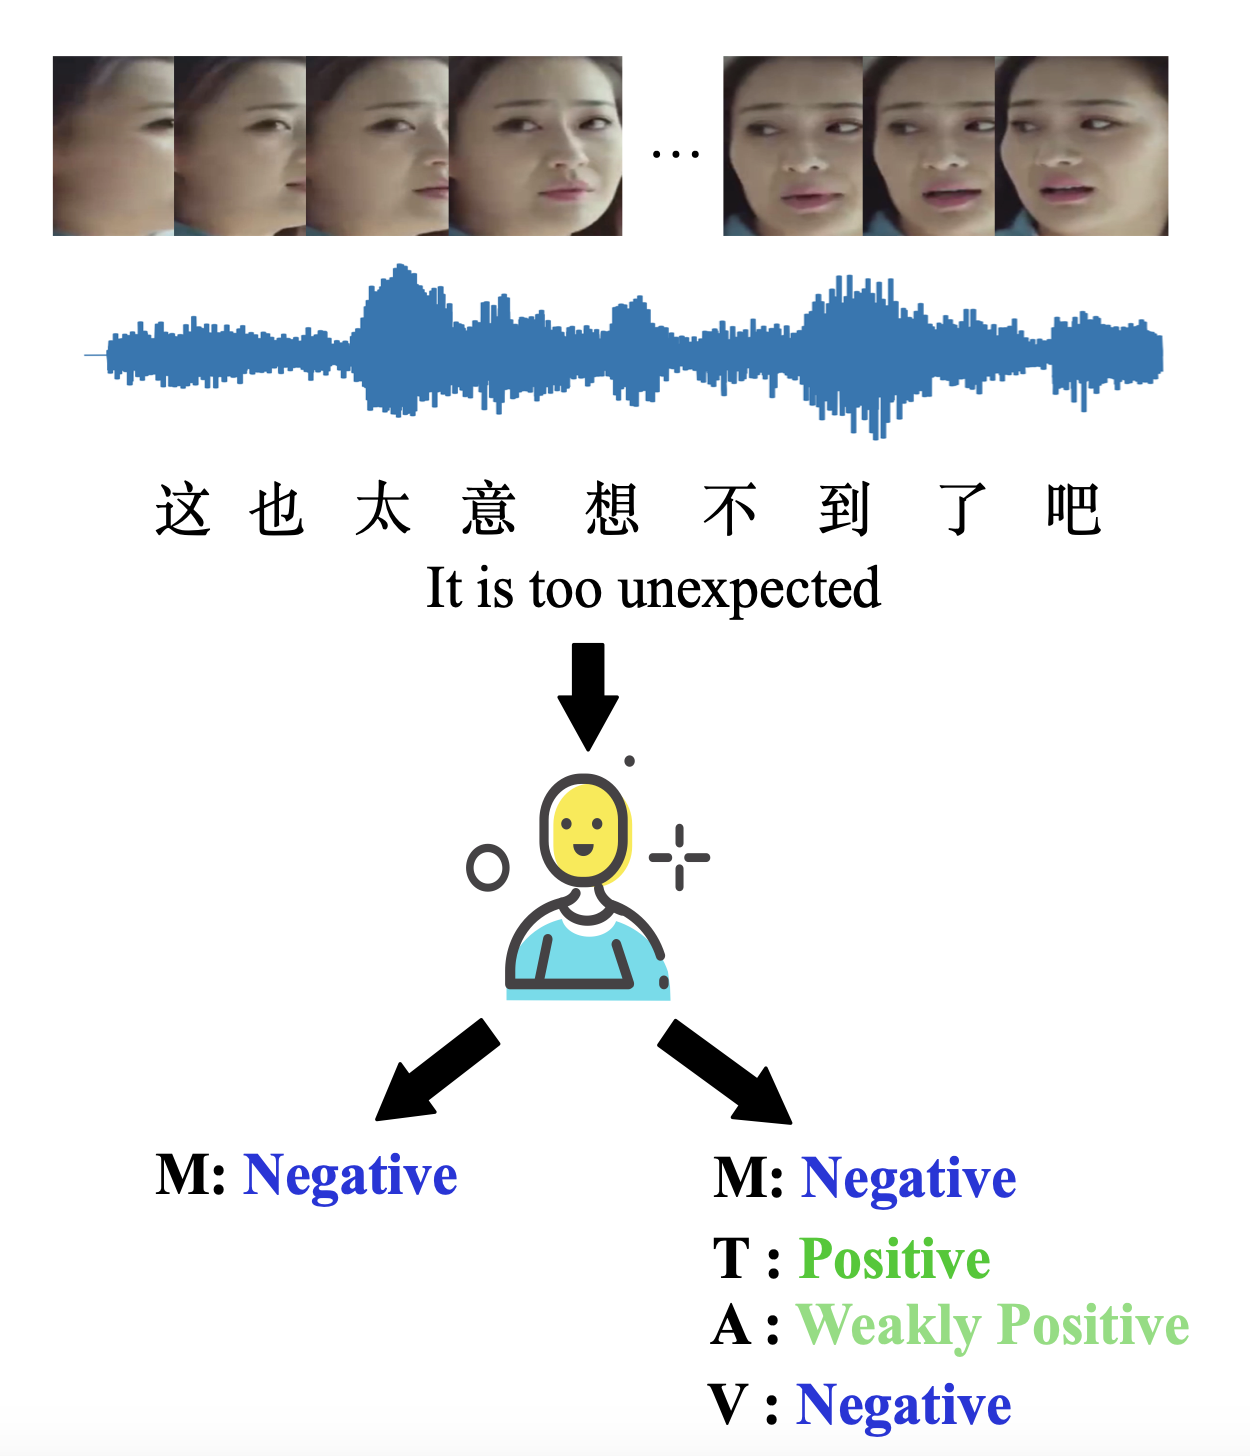 ...
这 也 太 意 想 不 到 了 吧
It is too unexpected
M: Negative
M: Negative
T : Positive
A : Weakly Positive
V : Negative